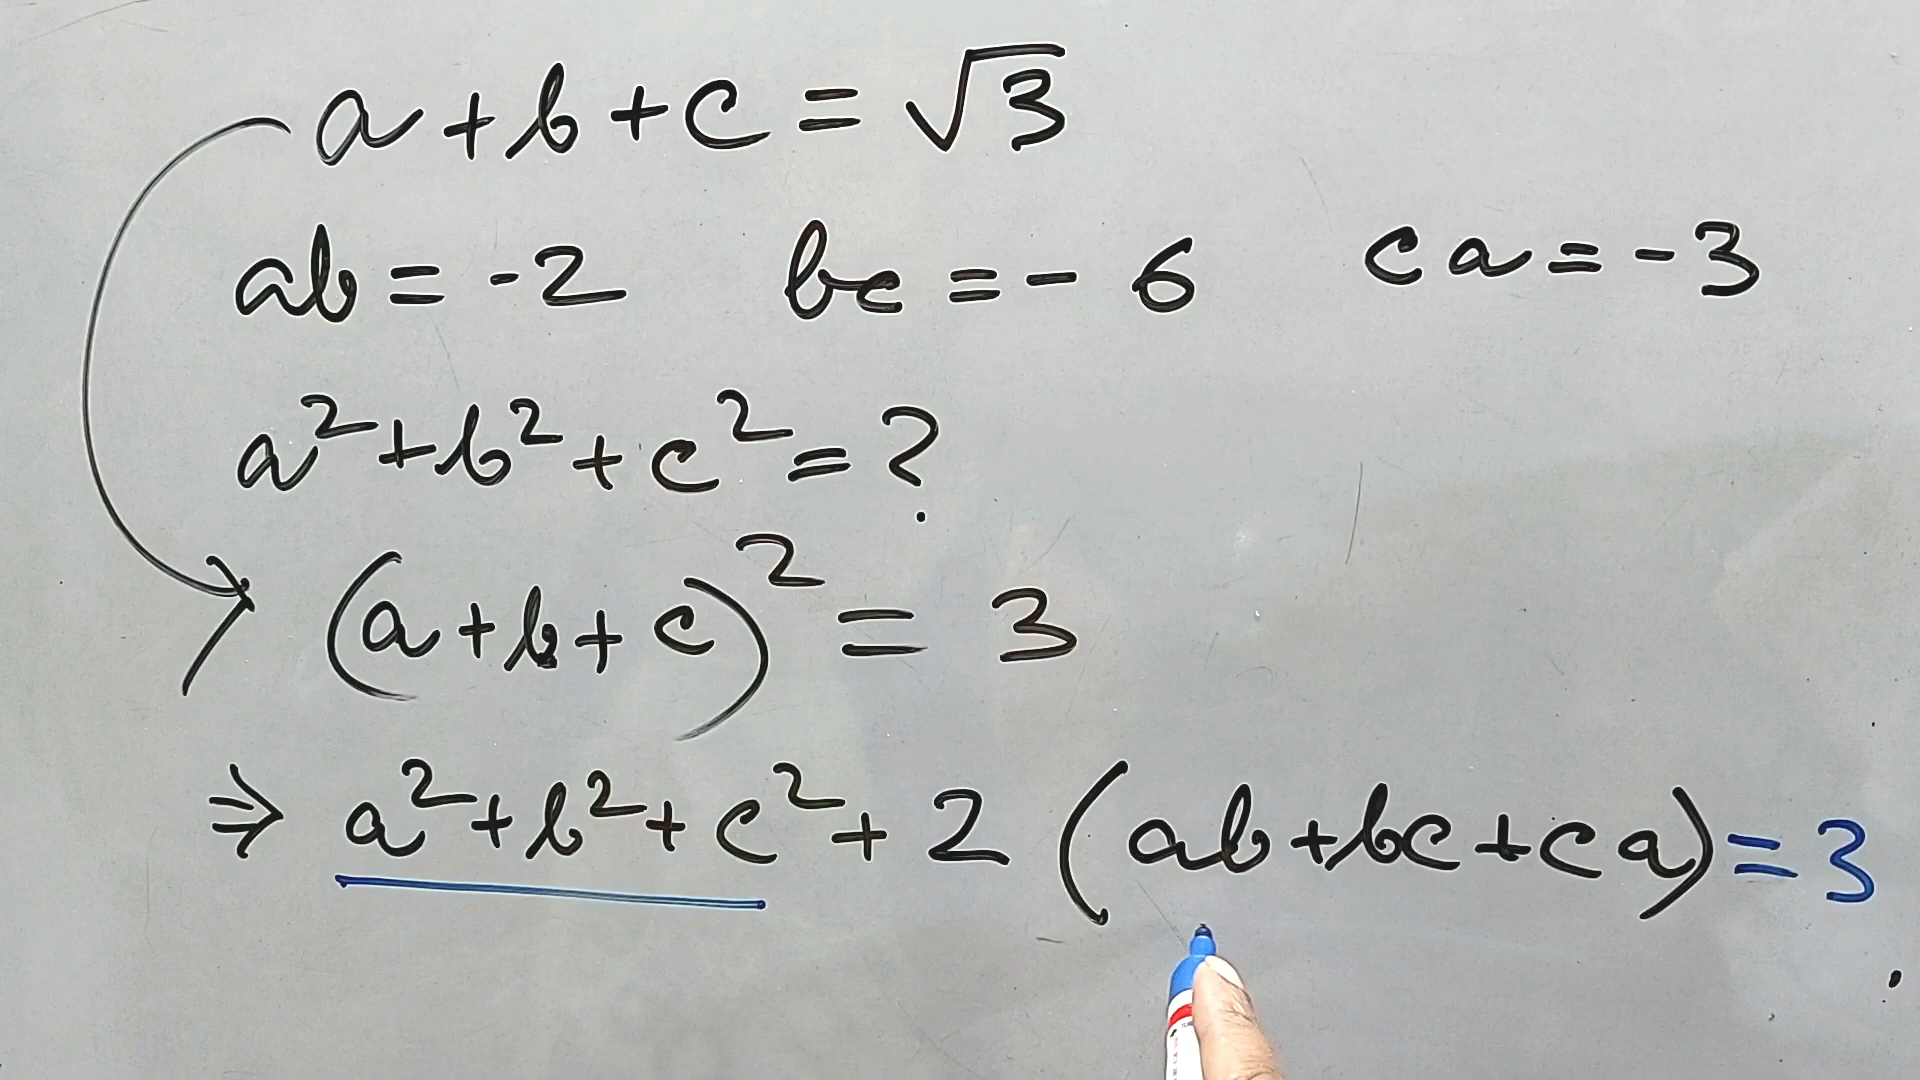 a + b + c = √3
ab = -2 bc = - 6 ca = -3
a² + b² + c² = ?
(a + b + c)² = 3
⇒ a² + b² + c² + 2 (ab + bc + ca) = 3